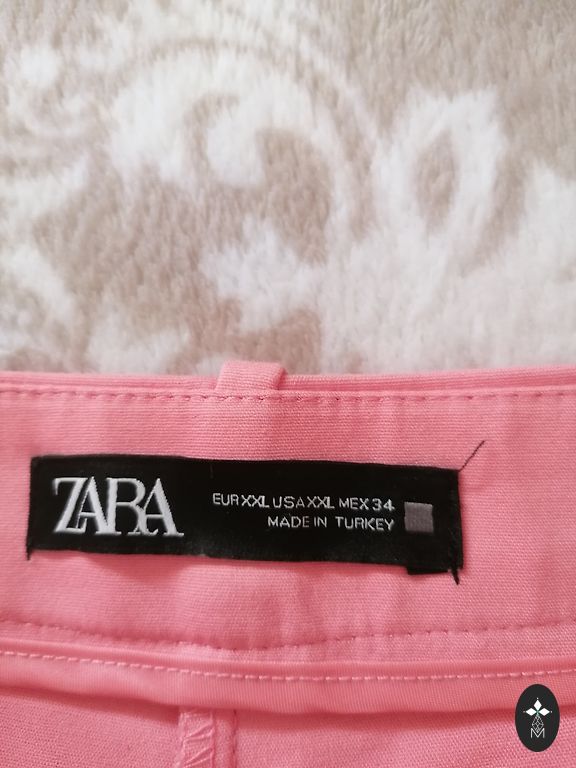 ZARA
EUR XXL USA XXL MEX 34
MADE IN TURKEY
M